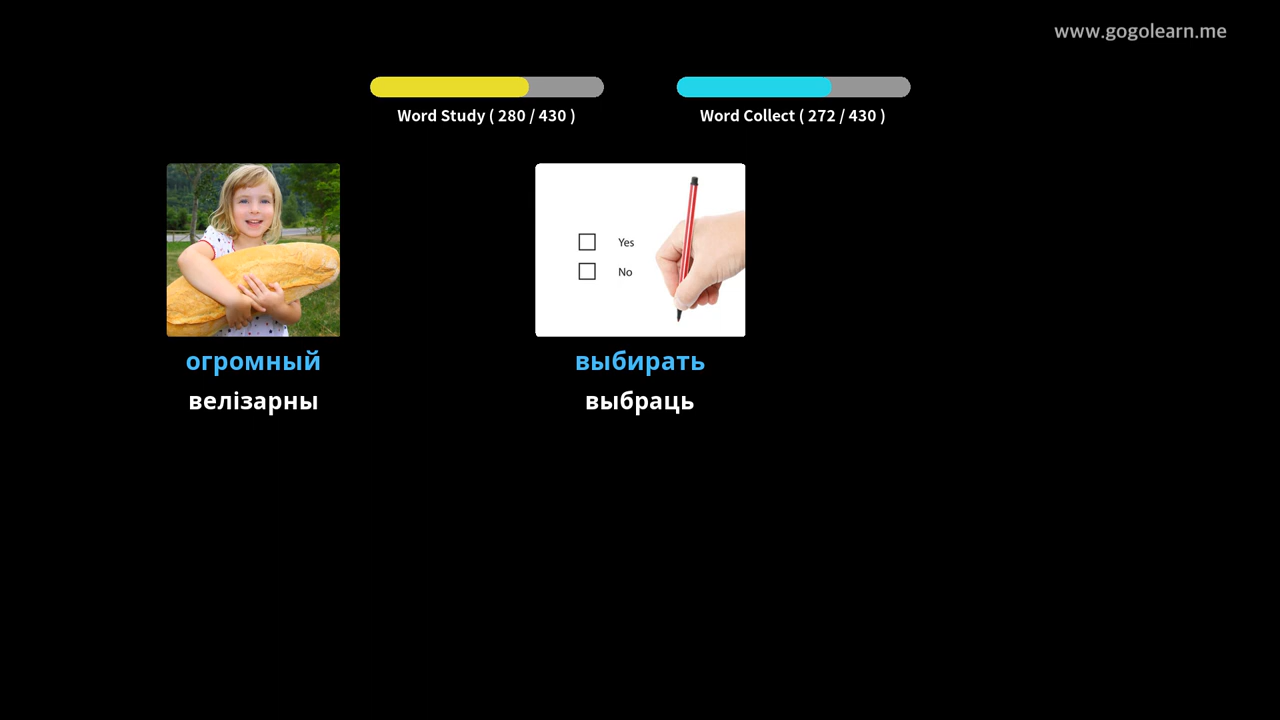 www.gogolearn.me
Word Study ( 280 / 430 )
Word Collect ( 272 / 430 )
Yes
No
огромный
выбирать
велізарны
выбраць